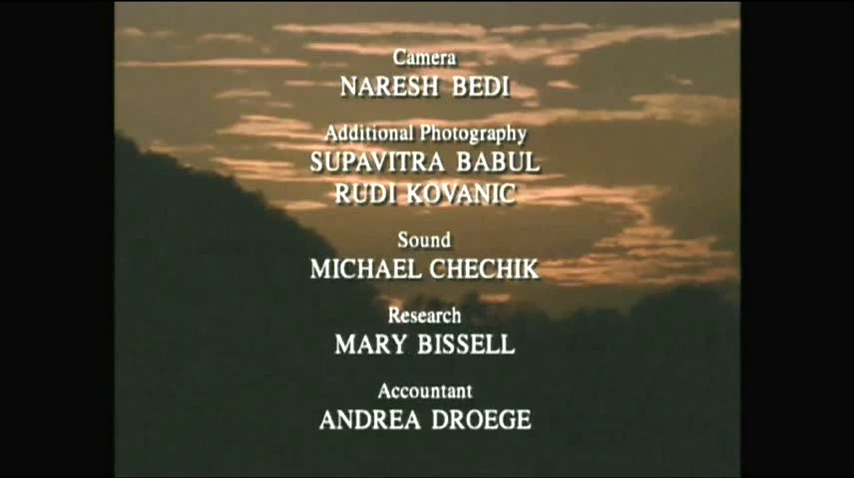 Camera
NARESH BEDI
Additional Photography
SUPAVITRA BABUL
RUDI KOVANIC
Sound
MICHAEL CHECHIK
Research
MARY BISSELL
Accountant
ANDREA DROEGE